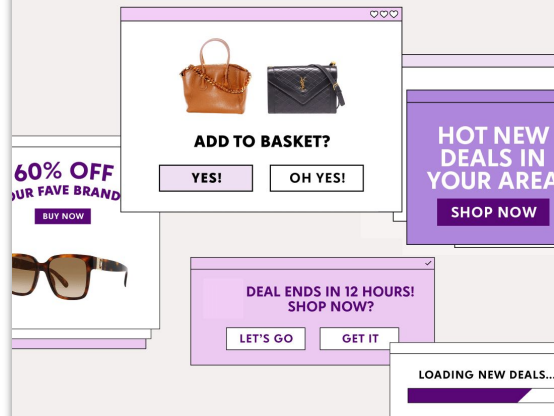 ADD TO BASKET?
YES!
OH YES!
60% OFF
OUR FAVE BRAND
BUY NOW
HOT NEW
DEALS IN
YOUR AREA
SHOP NOW
DEAL ENDS IN 12 HOURS!
SHOP NOW?
LET'S GO
GET IT
LOADING NEW DEALS...